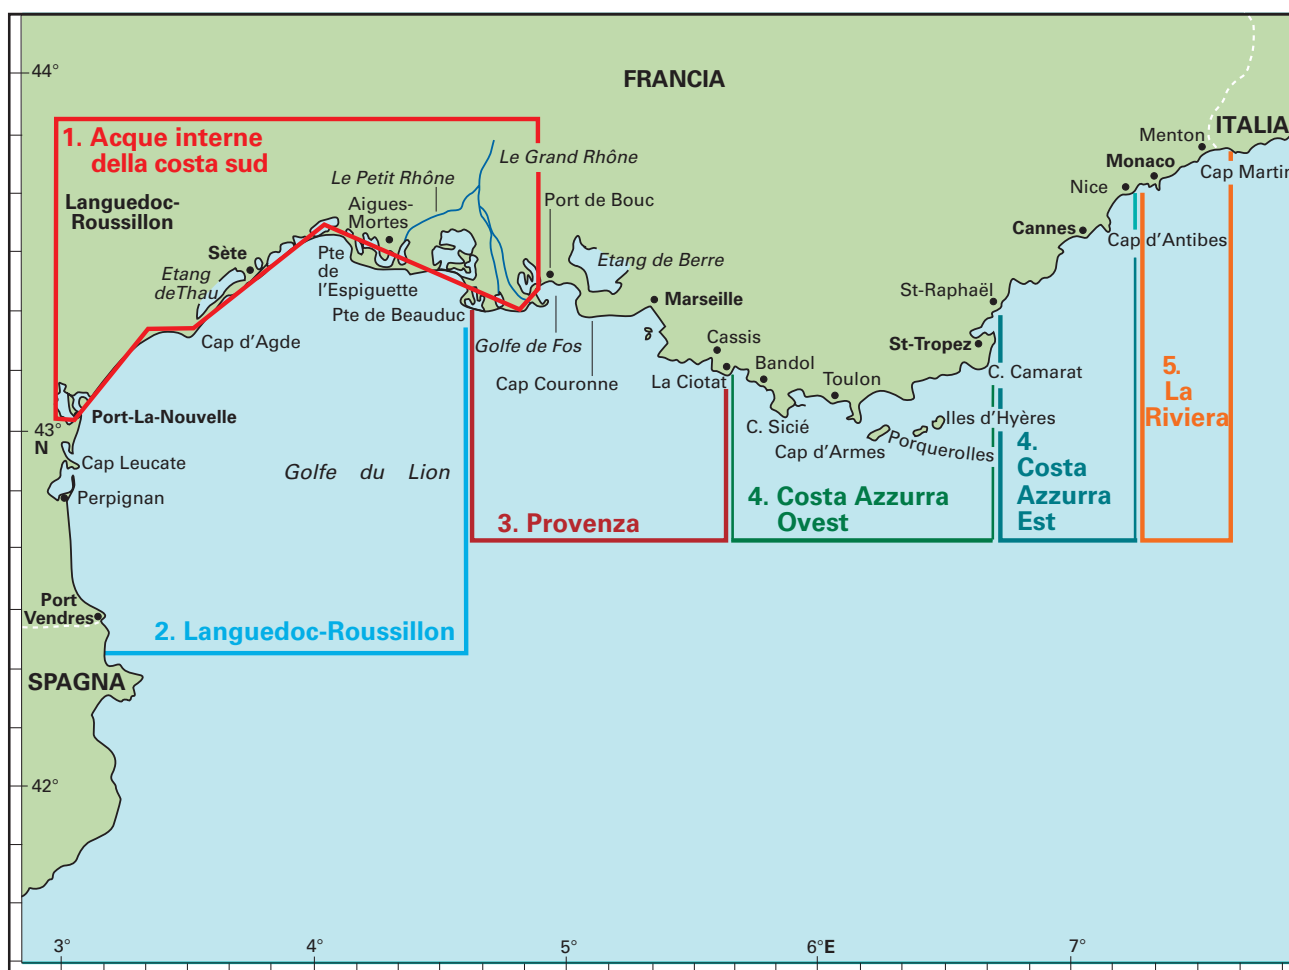 44°
FRANCIA
ITALIA
1. Acque interne
della costa sud
Menton
Monaco
Cap Martin
Le Grand Rhône
Le Petit Rhône
Nice
Languedoc-
Roussillon
Aigues-
Mortes
Port de Bouc
Cannes
Cap d'Antibes
Sète
Pte
de
l'Espiguette
Etang de Berre
Etang
deThau
St-Raphaël
Marseille
Pte de Beauduc
Golfe de Fos
Cap d'Agde
Cassis
St-Tropez
Bandol
Cap Couronne
La Ciotat
Toulon
C. Camarat
5.
La
Riviera
Port-La-Nouvelle
43°
N
C. Sicié
Iles d'Hyères
Cap d'Armes
Porquerolles
Cap Leucate
Golfe du Lion
Perpignan
4.
Costa
Azzurra
Est
4. Costa Azzurra
Ovest
3. Provenza
Port
Vendres
2. Languedoc-Roussillon
SPAGNA
42°
3°
4°
5°
6°E
7°